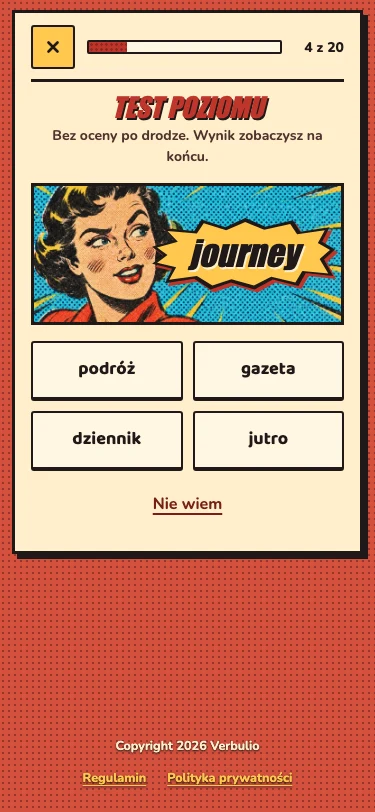 ✕
4 z 20
TEST POZIOMU
Bez oceny po drodze. Wynik zobaczysz na
końcu.
journey
podróż
gazeta
dziennik
jutro
Nie wiem
Copyright 2026 Verbulio
Regulamin Polityka prywatności